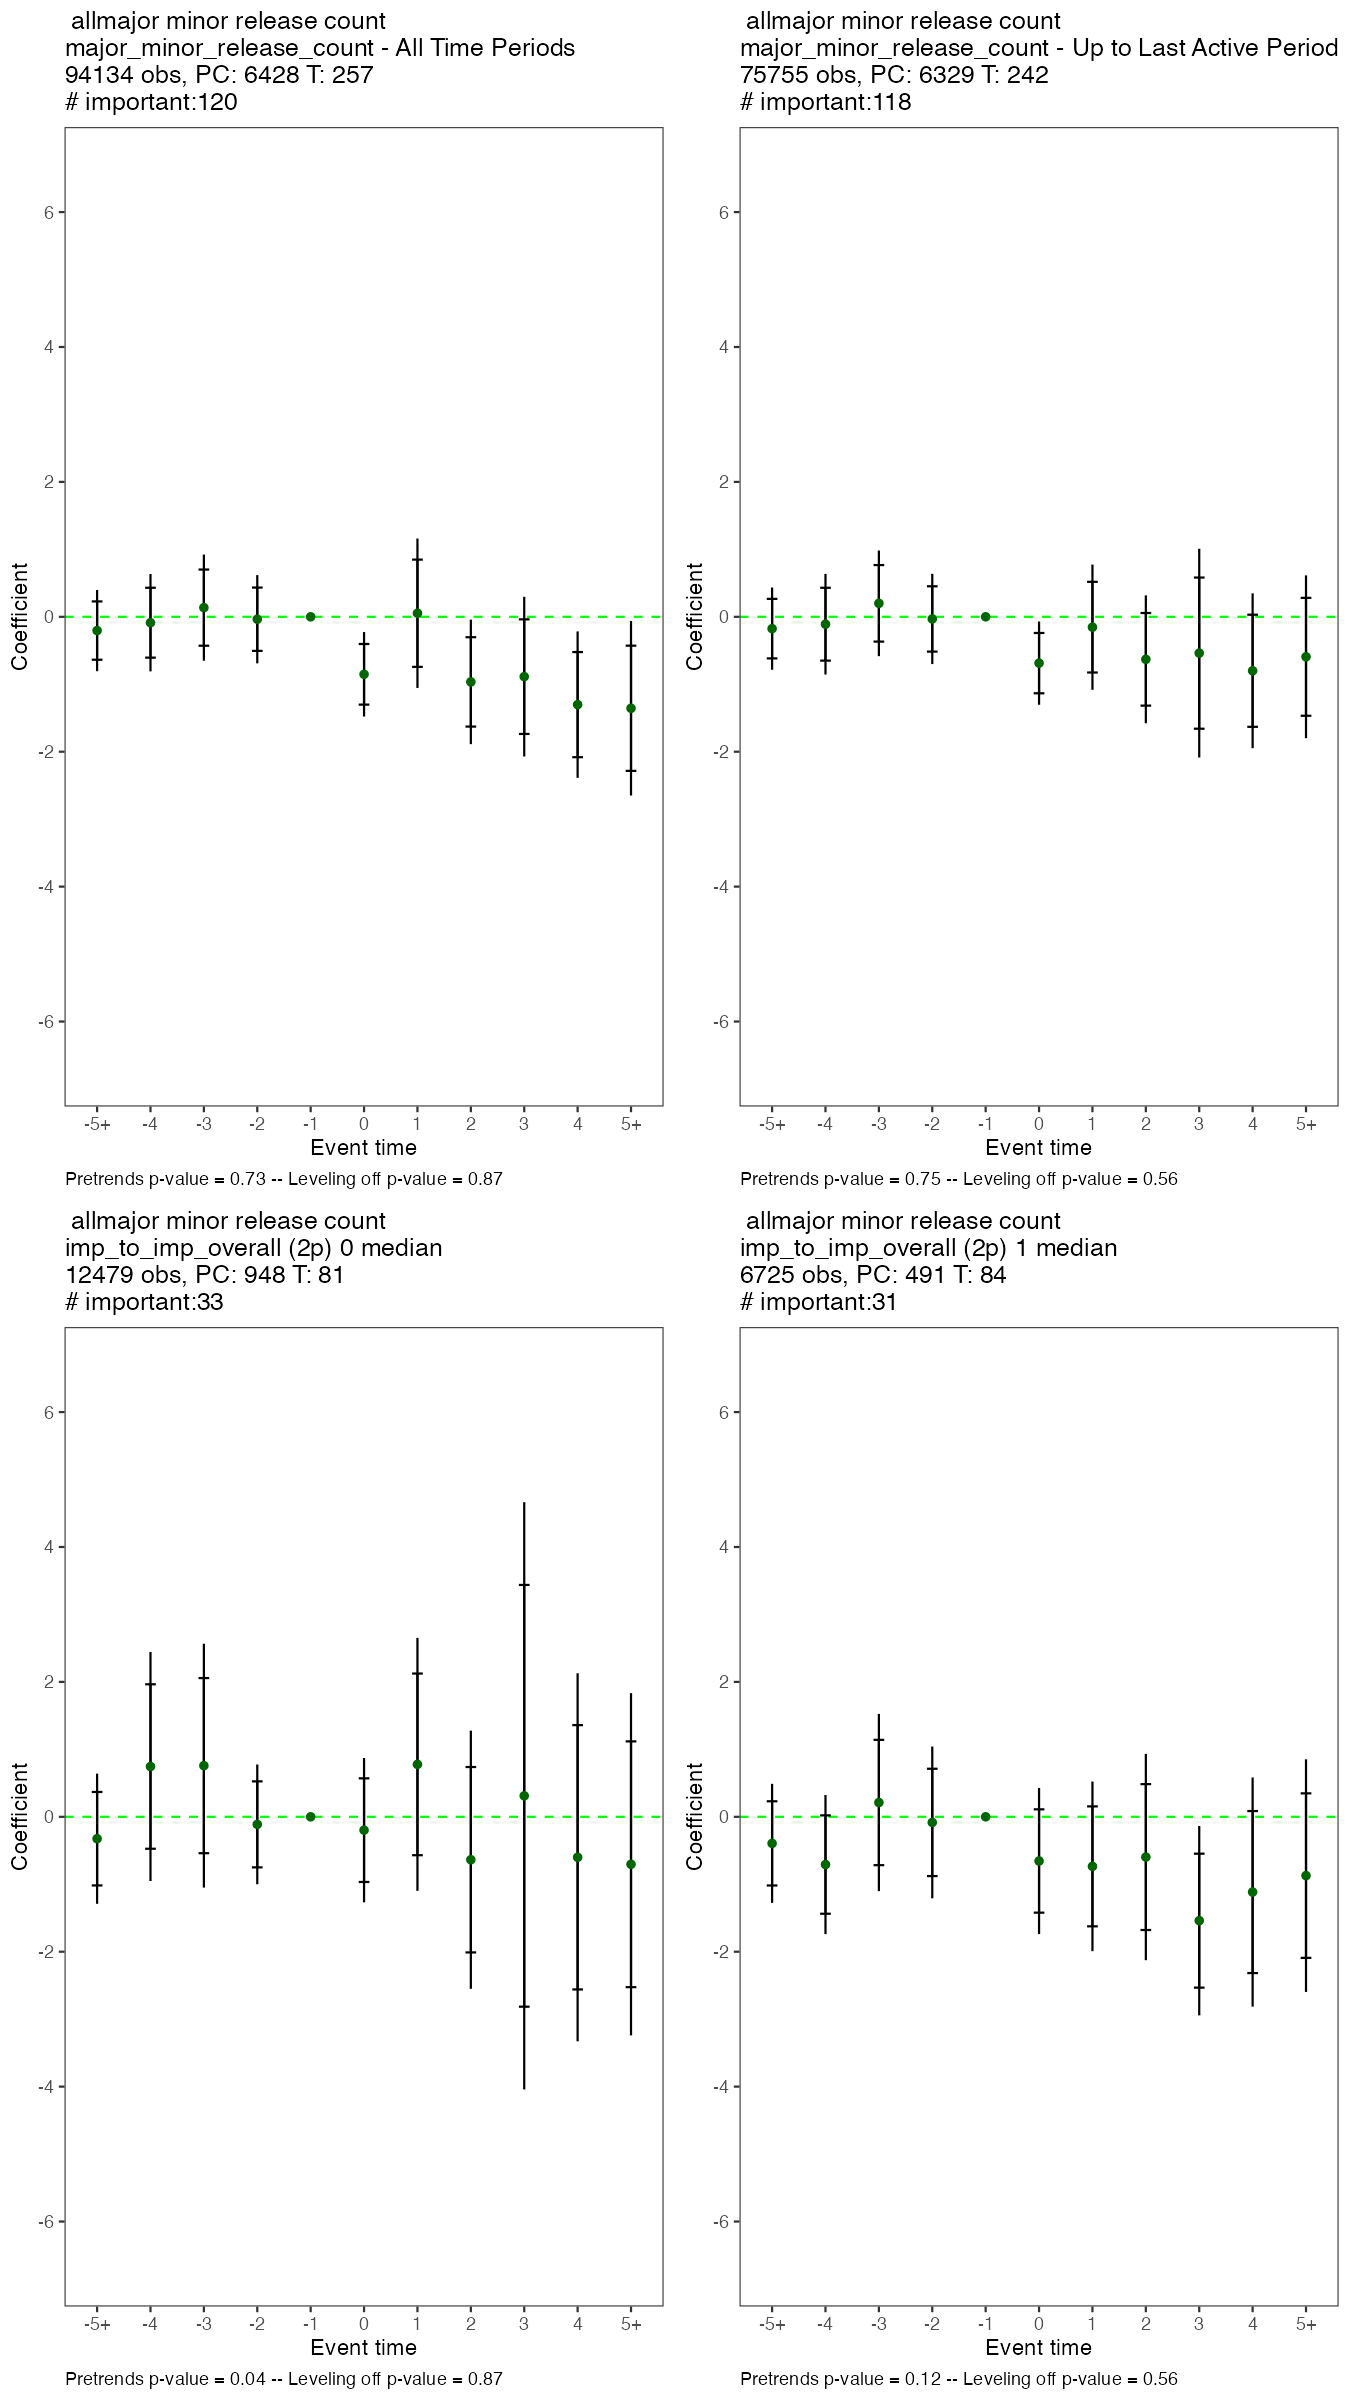 allmajor minor release count
major_minor_release_count - All Time Periods
94134 obs, PC: 6428 T: 257
# important:120
6
4
2
0
-2
-4
-6
Coefficient
-5+ -4 -3 -2 -1 0 1 2 3 4 5+
Event time
Pretrends p-value = 0.73 -- Leveling off p-value = 0.87
allmajor minor release count
major_minor_release_count - Up to Last Active Period
75755 obs, PC: 6329 T: 242
# important:118
6
4
2
0
-2
-4
-6
Coefficient
-5+ -4 -3 -2 -1 0 1 2 3 4 5+
Event time
Pretrends p-value = 0.75 -- Leveling off p-value = 0.56
allmajor minor release count
imp_to_imp_overall (2p) 0 median
12479 obs, PC: 948 T: 81
# important:33
6
4
2
0
-2
-4
-6
Coefficient
-5+ -4 -3 -2 -1 0 1 2 3 4 5+
Event time
Pretrends p-value = 0.04 -- Leveling off p-value = 0.87
allmajor minor release count
imp_to_imp_overall (2p) 1 median
6725 obs, PC: 491 T: 84
# important:31
6
4
2
0
-2
-4
-6
Coefficient
-5+ -4 -3 -2 -1 0 1 2 3 4 5+
Event time
Pretrends p-value = 0.12 -- Leveling off p-value = 0.56